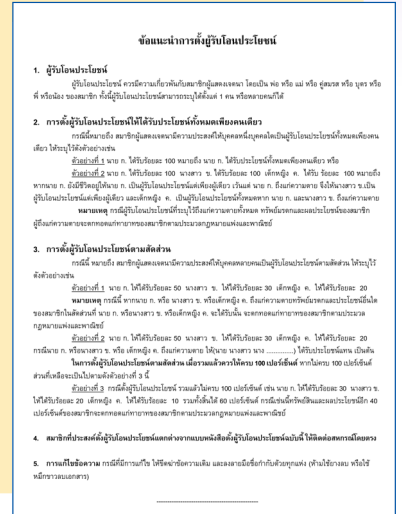 ข้อแนะนำการตั้งผู้รับโอนประโยชน์
1. ผู้รับโอนประโยชน์
ผู้รับโอนประโยชน์ ควรมีความเกี่ยวพันกับสมาชิกผู้แสดงเจตนา โดยเป็น พ่อ หรือ แม่ หรือ คู่สมรส หรือ บุตร หรือ
พี่ หรือน้อง ของสมาชิก ทั้งนี้ผู้รับโอนประโยชน์สามารถระบุได้ตั้งแต่ 1 คน หรือหลายคนก็ได้
2. การตั้งผู้รับโอนประโยชน์ให้ได้รับประโยชน์ทั้งหมดเพียงคนเดียว
กรณีนี้หมายถึง สมาชิกผู้แสดงเจตนามีความประสงค์ให้บุคคลหนึ่งบุคคลใดเป็นผู้รับโอนประโยชน์ทั้งหมดเพียงคน
เดียว ให้ระบุไว้ดังตัวอย่างเช่น
ตัวอย่างที่ 1 นาย ก. ได้รับร้อยละ 100 หมายถึง นาย ก. ได้รับประโยชน์ทั้งหมดเพียงคนเดียว หรือ
ตัวอย่างที่ 2 นาย ก. ได้รับร้อยละ 100 นางสาว ข. ได้รับร้อยละ 100 เด็กหญิง ค. ได้รับ ร้อยละ 100 หมายถึง
หากนาย ก. ยังมีชีวิตอยู่ให้นาย ก. เป็นผู้รับโอนประโยชน์แต่เพียงผู้เดียว เว้นแต่ นาย ก. ถึงแก่ความตาย จึงให้นางสาว ข.เป็น
ผู้รับโอนประโยชน์แต่เพียงผู้เดียว และเด็กหญิง ค. เป็นผู้รับโอนประโยชน์ทั้งหมดหาก นาย ก. และนางสาว ข. ถึงแก่ความตาย
หมายเหตุ กรณีผู้รับโอนประโยชน์ที่ระบุไว้ถึงแก่ความตายทั้งหมด ทรัพย์มรดกและผลประโยชน์ของสมาชิก
ผู้ถึงแก่ความตายจะตกทอดแก่ทายาทของสมาชิกตามประมวลกฎหมายแพ่งและพาณิชย์
3. การตั้งผู้รับโอนประโยชน์ตามสัดส่วน
กรณีนี้ หมายถึง สมาชิกผู้แสดงเจตนามีความประสงค์ให้บุคคลหลายคนเป็นผู้รับโอนประโยชน์ตามสัดส่วน ให้ระบุไว้
ดังตัวอย่างเช่น
ตัวอย่างที่ 1 นาย ก. ให้ได้รับร้อยละ 50 นางสาว ข. ให้ได้รับร้อยละ 30 เด็กหญิง ค. ให้ได้รับร้อยละ 20
หมายเหตุ กรณีนี้ หากนาย ก. หรือ นางสาว ข. หรือเด็กหญิง ค. ถึงแก่ความตายทรัพย์มรดกและประโยชน์อื่นใด
ของสมาชิกในสัดส่วนที่ นาย ก. หรือนางสาว ข. หรือเด็กหญิง ค. จะได้รับนั้น จะตกทอดแก่ทายาทของสมาชิกตามประมวล
กฎหมายแพ่งและพาณิชย์
ตัวอย่างที่ 2 นาย ก. ให้ได้รับร้อยละ 50 นางสาว ข. ให้ได้รับร้อยละ 30 เด็กหญิง ค. ให้ได้รับร้อยละ 20
กรณีนาย ก. หรือนางสาว ข. หรือ เด็กหญิง ค. ถึงแก่ความตาย ให้(นาย นางสาว นาง ..............) ได้รับประโยชน์แทน เป็นต้น
ในการตั้งผู้รับโอนประโยชน์ตามสัดส่วน เมื่อรวมแล้วควรให้ครบ 100 เปอร์เซ็นต์ หากไม่ครบ 100 เปอร์เซ็นต์
ส่วนที่เหลือจะเป็นไปตามดังตัวอย่างที่ 3 นี้
ตัวอย่างที่ 3 กรณีตั้งผู้รับโอนประโยชน์ รวมแล้วไม่ครบ 100 เปอร์เซ็นต์ เช่น นาย ก. ให้ได้รับร้อยละ 30 นางสาว ข.
ให้ได้รับร้อยละ 20 เด็กหญิง ค. ให้ได้รับร้อยละ 10 รวมทั้งสิ้นได้ 60 เปอร์เซ็นต์ กรณีเช่นนี้ทรัพย์สินและผลประโยชน์อีก 40
เปอร์เซ็นต์ของสมาชิกจะตกทอดแก่ทายาทของสมาชิกตามประมวลกฎหมายแพ่งและพาณิชย์
4. สมาชิกที่ประสงค์ตั้งผู้รับโอนประโยชน์แตกต่างจากแบบหนังสือตั้งผู้รับโอนประโยชน์ฉบับนี้ ให้ติดต่อสหกรณ์โดยตรง
5. การแก้ไขข้อความ กรณีที่มีการแก้ไข ให้ขีดฆ่าข้อความเดิม และลงลายมือชื่อกำกับด้วยทุกแห่ง (ห้ามใช้ยางลบ หรือใช้
หมึกขาวลบเอกสาร)